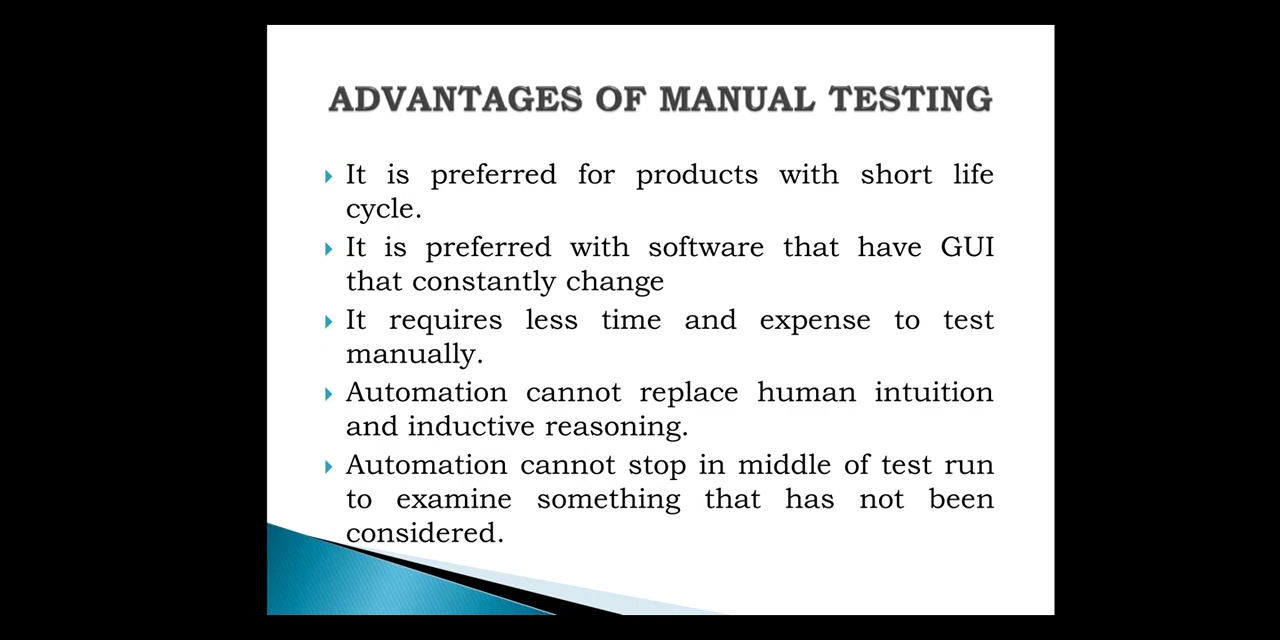 ADVANTAGES OF MANUAL TESTING
It is preferred for products with short life
cycle.
It is preferred with software that have GUI
that constantly change
It requires less time and expense to test
manually.
Automation cannot replace human intuition
and inductive reasoning.
Automation cannot stop in middle of test run
to examine something that has not been
considered.